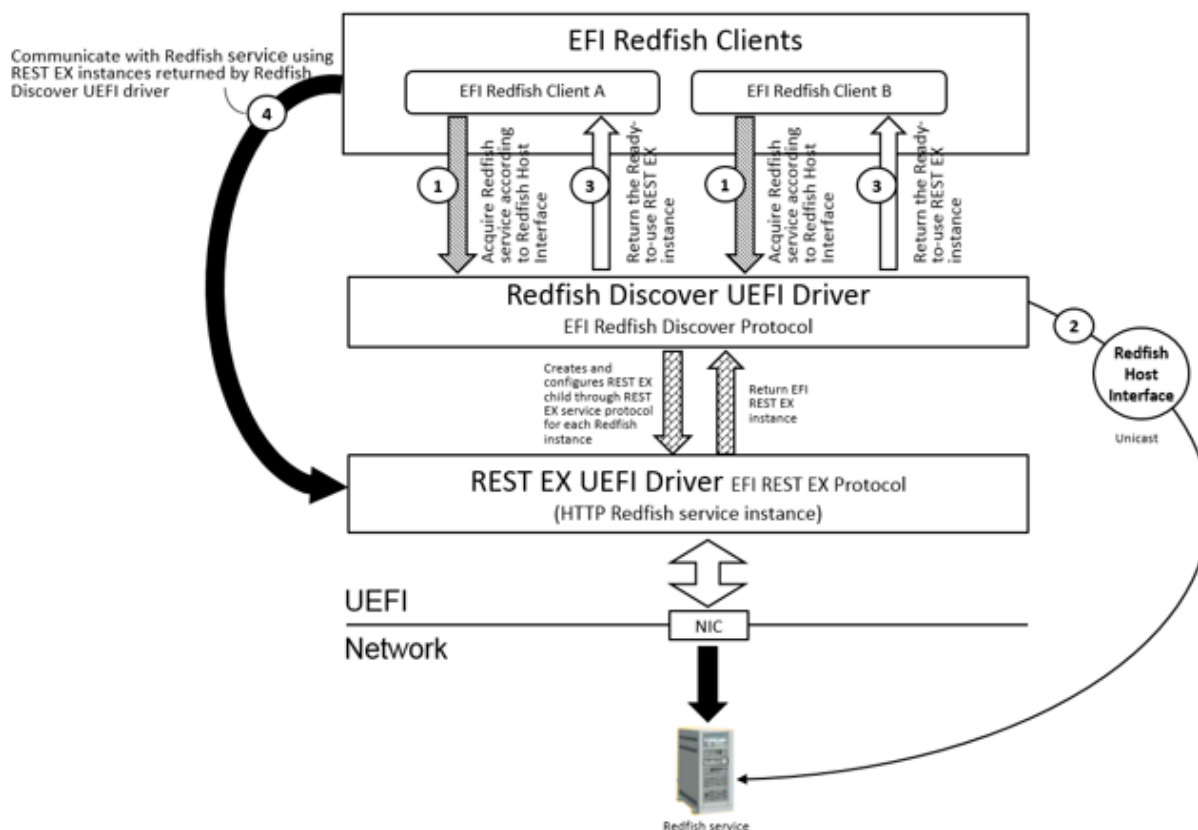 EFI Redfish Clients
Communicate with Redfish service using
REST EX instances returned by Redfish
Discover UEFI driver
4
EFI Redfish Client A
EFI Redfish Client B
1
Acquire Redfish
service according
to Redfish Host
Interface
3
Return the Ready-
to-use REST EX
instance
1
Acquire Redfish
service according
to Redfish Host
Interface
3
Return the Ready-
to-use REST EX
instance
Redfish Discover UEFI Driver
EFI Redfish Discover Protocol
2
Redfish
Host
Interface
Unicast
Creates and
configures REST EX
child through REST
EX service protocol
for each Redfish
instance
Return EFI
REST EX
instance
REST EX UEFI Driver EFI REST EX Protocol
(HTTP Redfish service instance)
UEFI
NIC
Network
Redfish service